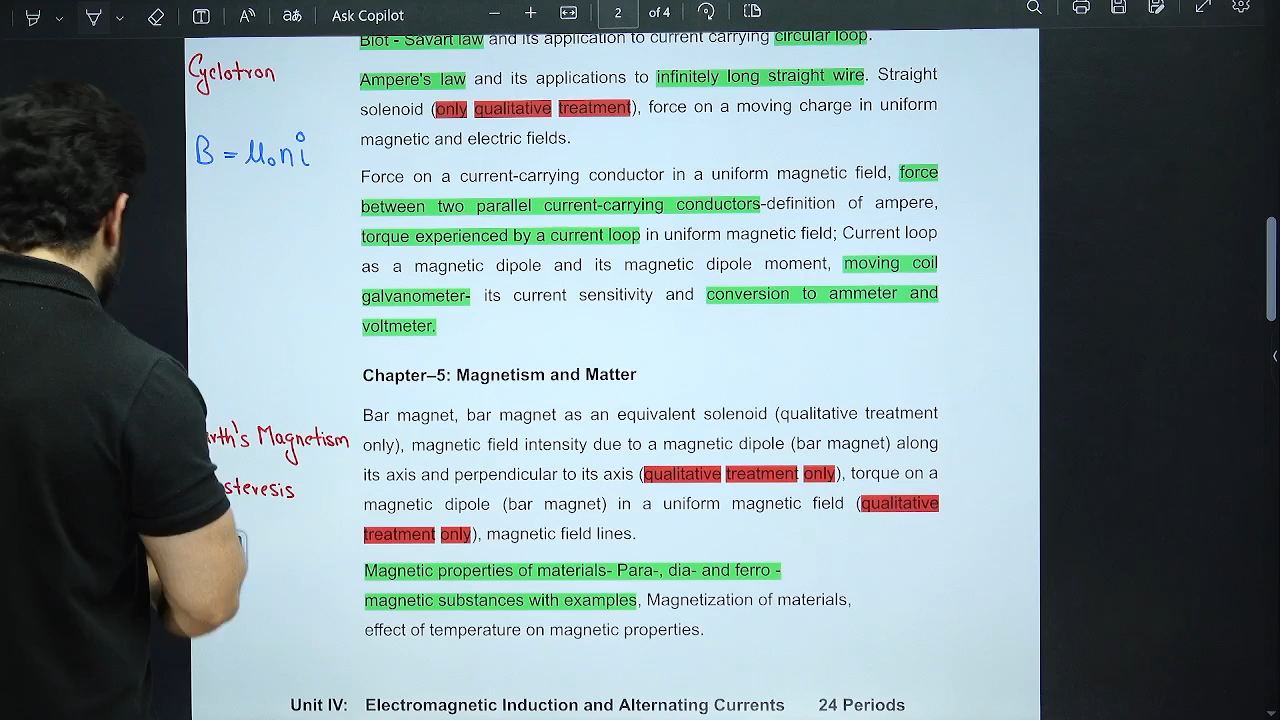 Ask Copilot
2 of 4
Biot - Savart law and its application to current carrying circular loop.
Cyclotron
Ampere's law and its applications to infinitely long straight wire. Straight
solenoid (only qualitative treatment), force on a moving charge in uniform
magnetic and electric fields.
B = μ₀ni
Force on a current-carrying conductor in a uniform magnetic field, force
between two parallel current-carrying conductors-definition of ampere,
torque experienced by a current loop in uniform magnetic field; Current loop
as a magnetic dipole and its magnetic dipole moment, moving coil
galvanometer- its current sensitivity and conversion to ammeter and
voltmeter.
Chapter–5: Magnetism and Matter
Bar magnet, bar magnet as an equivalent solenoid (qualitative treatment
only), magnetic field intensity due to a magnetic dipole (bar magnet) along
its axis and perpendicular to its axis (qualitative treatment only), torque on a
magnetic dipole (bar magnet) in a uniform magnetic field (qualitative
treatment only), magnetic field lines.
rth's Magnetism
steresis
Magnetic properties of materials- Para-, dia- and ferro -
magnetic substances with examples, Magnetization of materials,
effect of temperature on magnetic properties.
Unit IV: Electromagnetic Induction and Alternating Currents 24 Periods